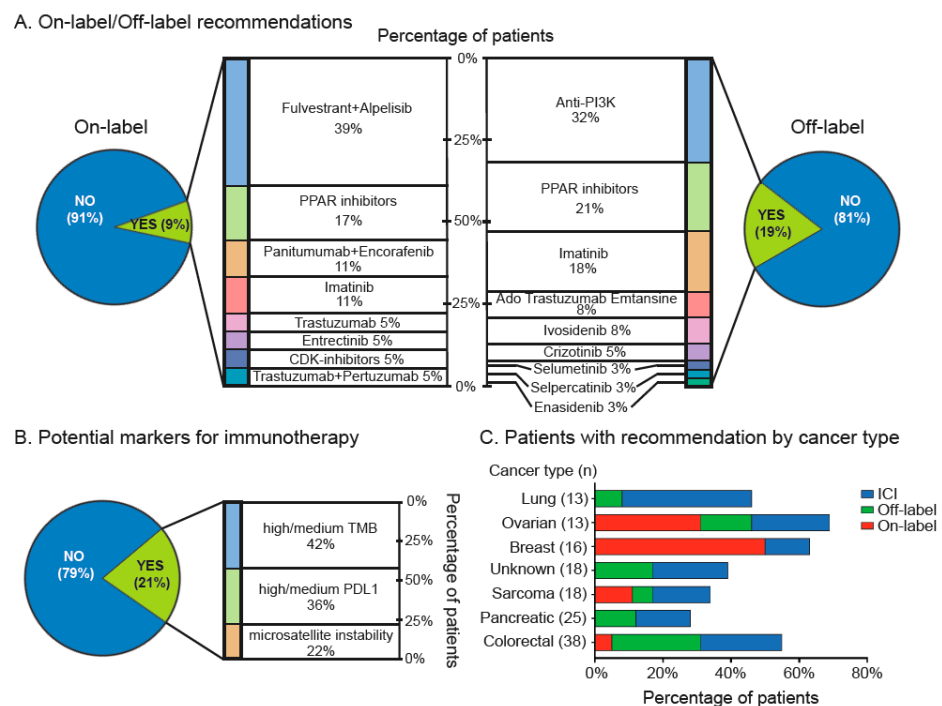 A. On-label/Off-label recommendations
Percentage of patients
On-label
NO
(91%)
YES (9%)
Fulvestrant+Alpelisib
39%
PPAR inhibitors
17%
Panitumumab+Encorafenib
11%
Imatinib
11%
Trastuzumab 5%
Entrectinib 5%
CDK-inhibitors 5%
Trastuzumab+Pertuzumab 5%
0%
25%
50%
25%
0%
Anti-PI3K
32%
PPAR inhibitors
21%
Imatinib
18%
Ado Trastuzumab Emtansine
8%
Ivosidenib 8%
Crizotinib 5%
Selumetinib 3%
Selpercatinib 3%
Enasidenib 3%
Off-label
YES
(19%)
NO
81%)
B. Potential markers for immunotherapy
NO
(79%)
YES
(21%)
high/medium TMB
42%
high/medium PDL1
36%
microsatellite instability
22%
0%
25%
50%
25%
0%
Percentage of patients
C. Patients with recommendation by cancer type
Cancer type (n)
Lung (13)
Ovarian (13)
Breast (16)
Unknown (18)
Sarcoma (18)
Pancreatic (25)
Colorectal (38)
0% 20% 40% 60% 80%
Percentage of patients
ICI
Off-label
On-label